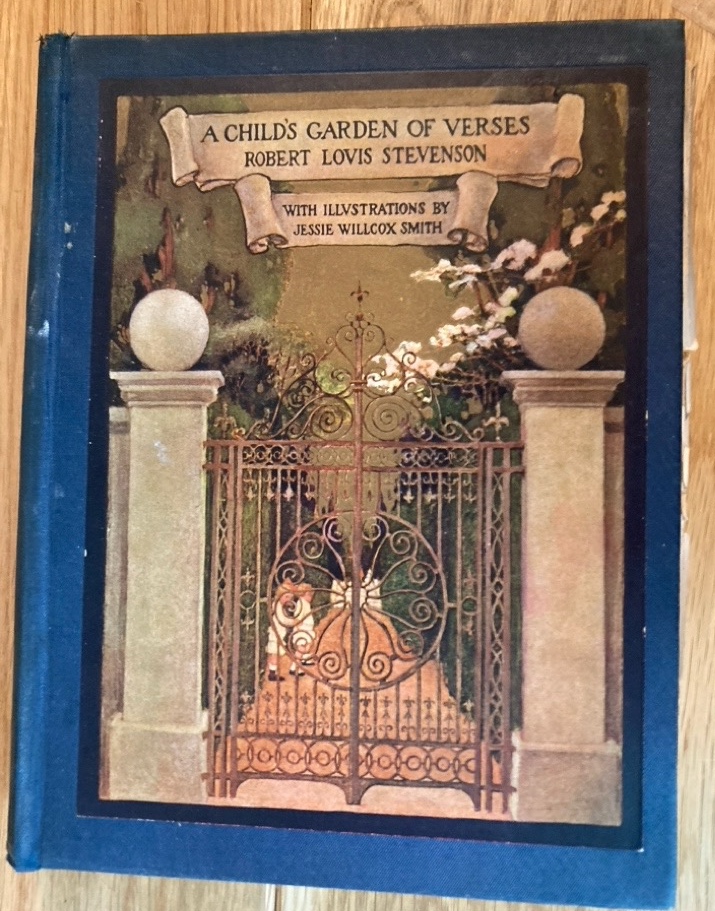 A CHILD'S GARDEN OF VERSES
ROBERT LOVIS STEVENSON
WITH ILLVSTRATIONS BY
JESSIE WILLCOX SMITH